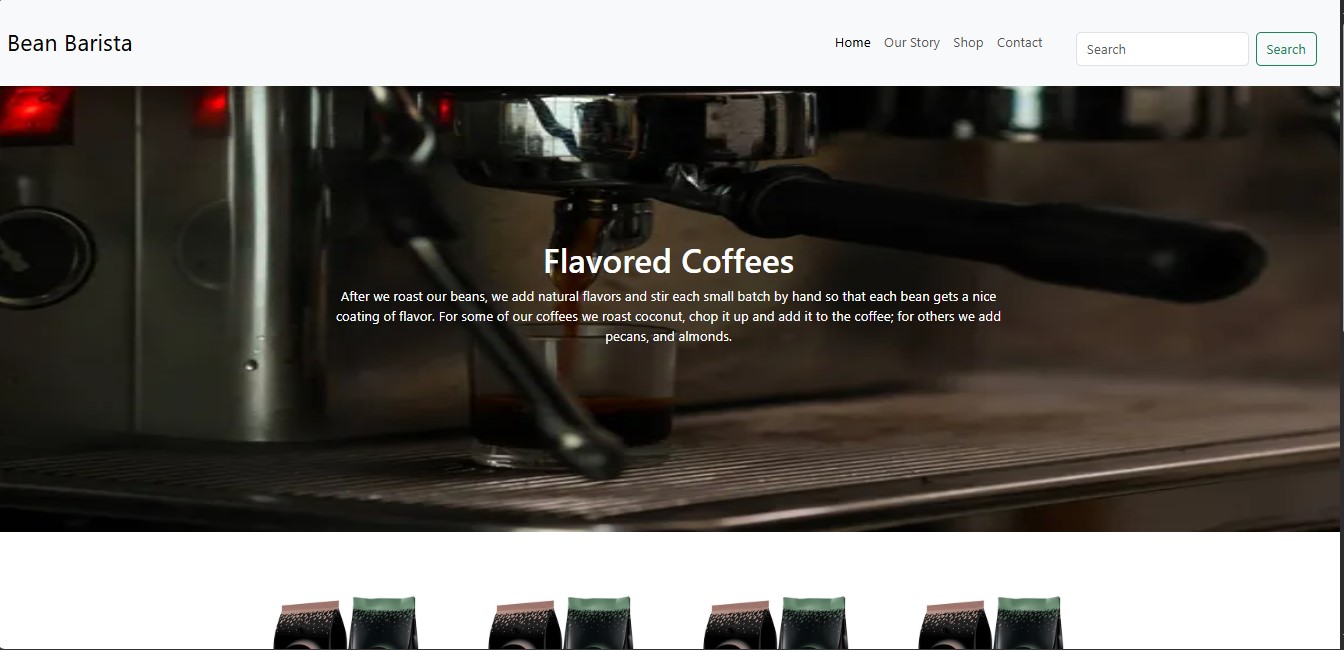 Bean Barista
Home Our Story Shop Contact Search Search
Flavored Coffees
After we roast our beans, we add natural flavors and stir each small batch by hand so that each bean gets a nice
coating of flavor. For some of our coffees we roast coconut, chop it up and add it to the coffee; for others we add
pecans, and almonds.